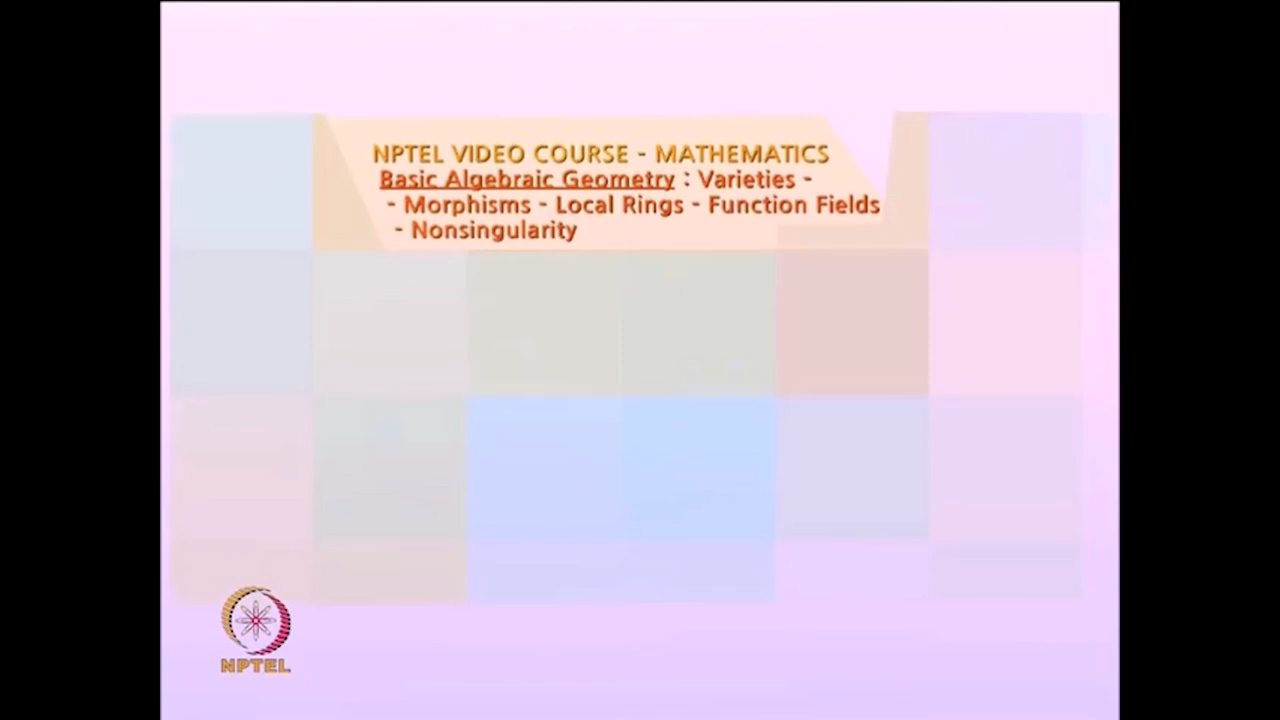 NPTEL VIDEO COURSE - MATHEMATICS
Basic Algebraic Geometry : Varieties -
- Morphisms - Local Rings - Function Fields
- Nonsingularity
NPTEL